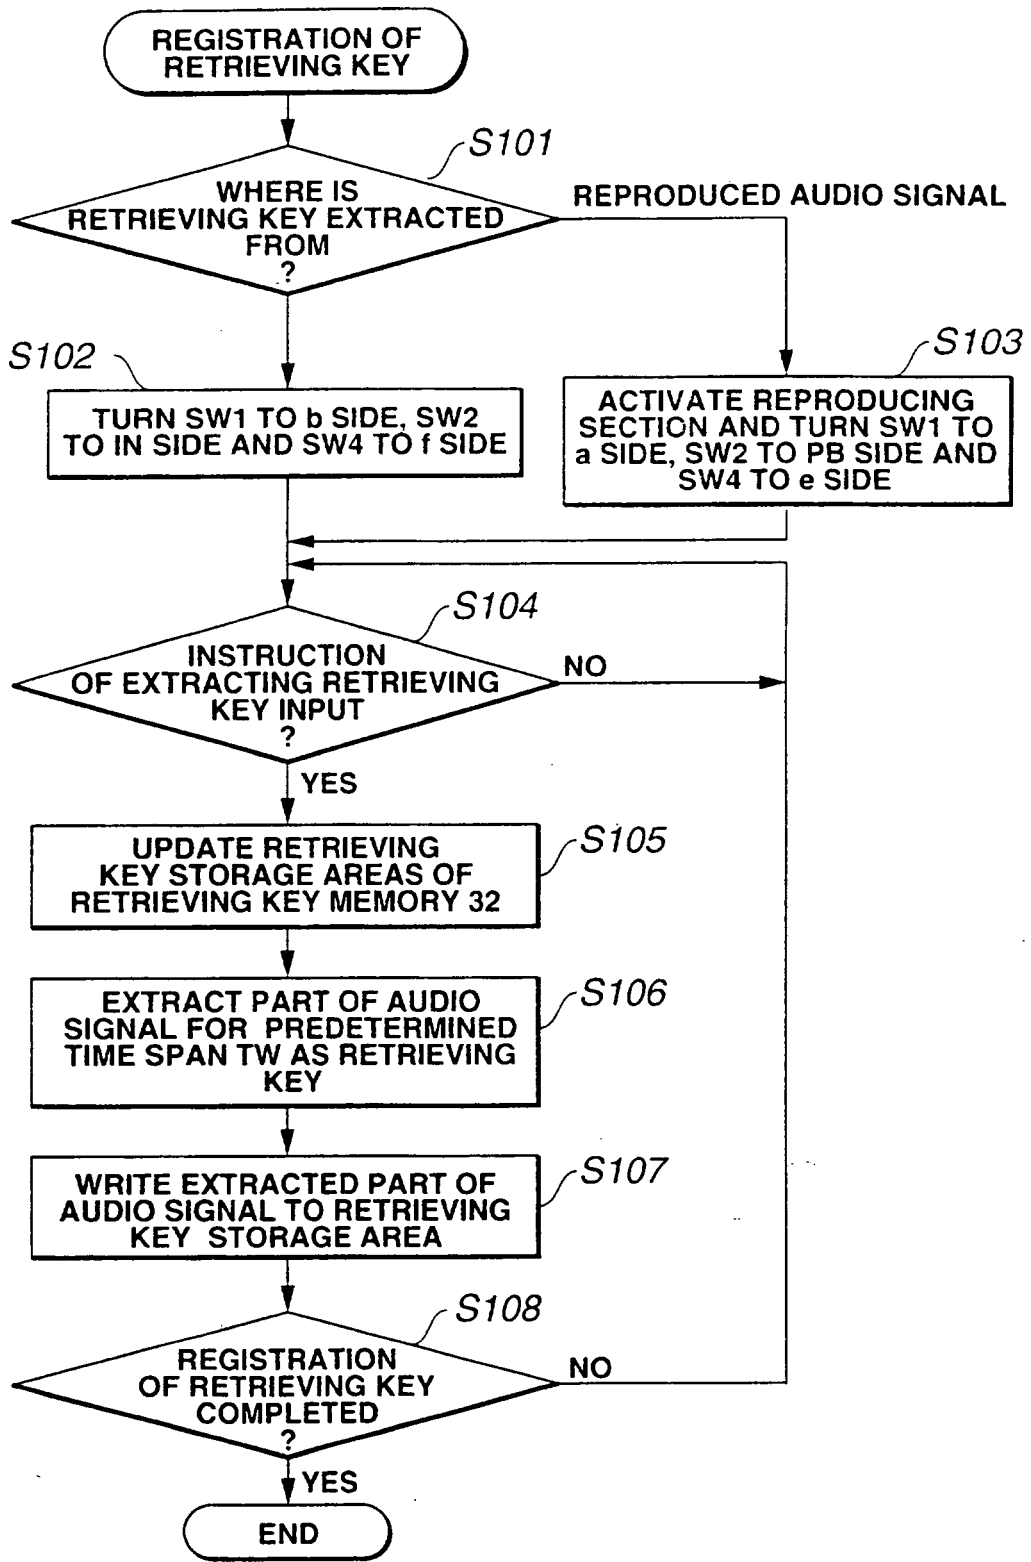 REGISTRATION OF
RETRIEVING KEY
S101
WHERE IS
RETRIEVING KEY EXTRACTED
FROM
?
REPRODUCED AUDIO SIGNAL
S102
TURN SW1 TO b SIDE, SW2
TO IN SIDE AND SW4 TO f SIDE
S103
ACTIVATE REPRODUCING
SECTION AND TURN SW1 TO
a SIDE, SW2 TO PB SIDE AND
SW4 TO e SIDE
S104
INSTRUCTION
OF EXTRACTING RETRIEVING
KEY INPUT
?
NO
YES
S105
UPDATE RETRIEVING
KEY STORAGE AREAS OF
RETRIEVING KEY MEMORY 32
S106
EXTRACT PART OF AUDIO
SIGNAL FOR PREDETERMINED
TIME SPAN TW AS RETRIEVING
KEY
S107
WRITE EXTRACTED PART OF
AUDIO SIGNAL TO RETRIEVING
KEY STORAGE AREA
S108
REGISTRATION
OF RETRIEVING KEY
COMPLETED
?
NO
YES
END